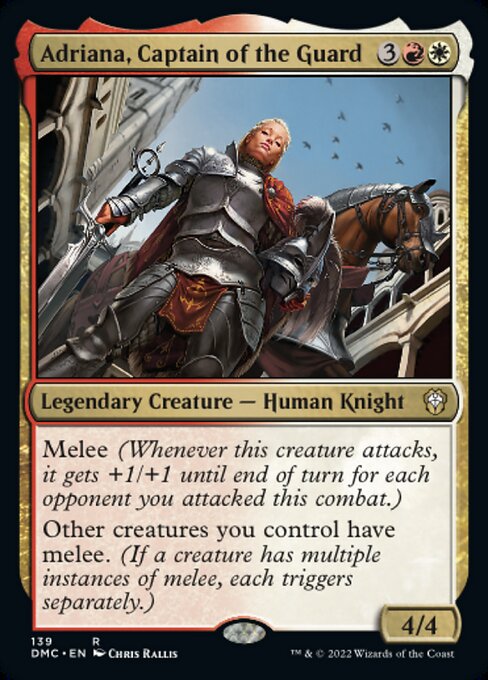 Adriana, Captain of the Guard 3
Legendary Creature — Human Knight
Melee (Whenever this creature attacks,
it gets +1/+1 until end of turn for each
opponent you attacked this combat.)
Other creatures you control have
melee. (If a creature has multiple
instances of melee, each triggers
separately.)
4/4
139 R
DMC • EN Chris Rallis
™ & © 2022 Wizards of the Coast